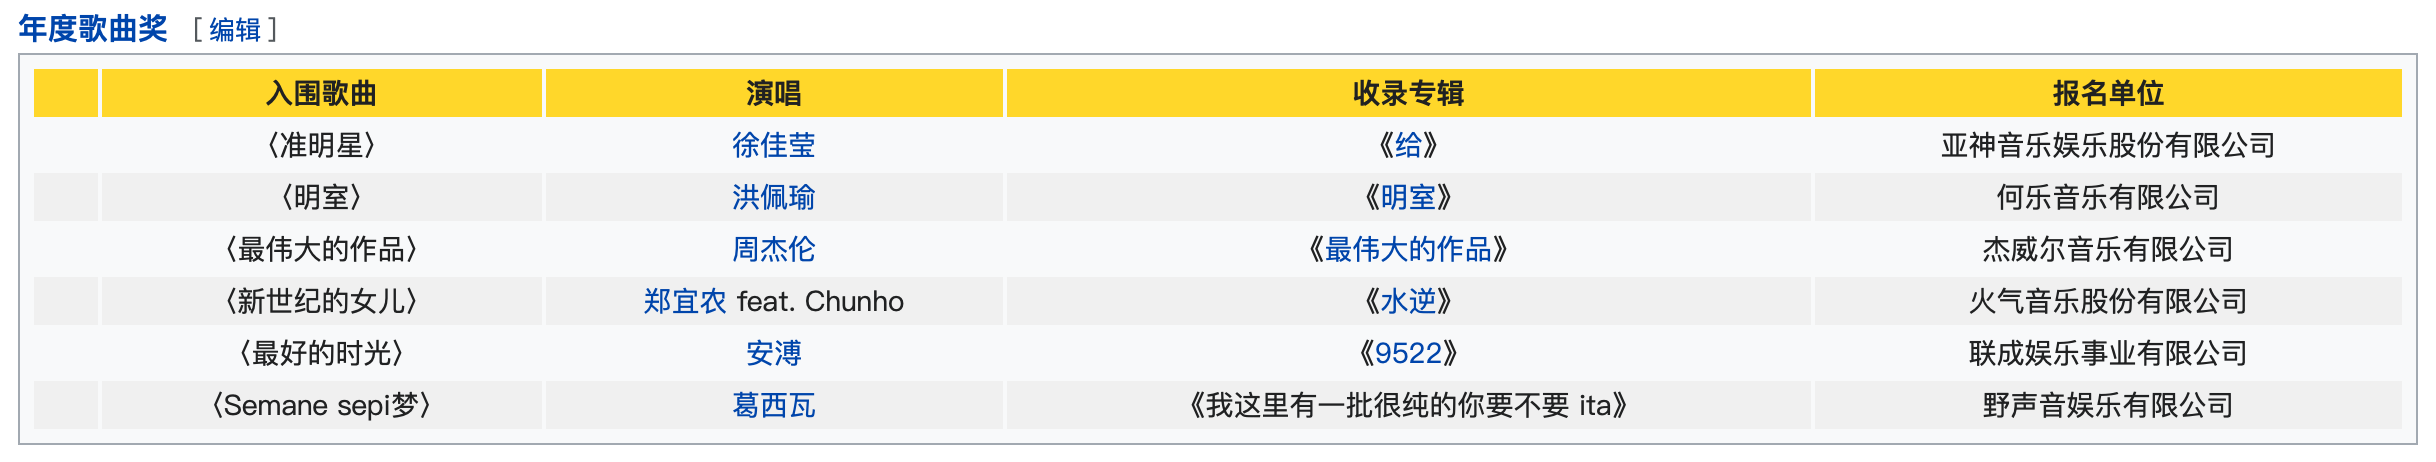 年度歌曲奖 [ 编辑 ]
入围歌曲 演唱 收录专辑 报名单位
〈准明星〉 徐佳莹 《给》 亚神音乐娱乐股份有限公司
〈明室〉 洪佩瑜 《明室》 何乐音乐有限公司
〈最伟大的作品〉 周杰伦 《最伟大的作品》 杰威尔音乐有限公司
〈新世纪的女儿〉 郑宜农 feat. Chunho 《水逆》 火气音乐股份有限公司
〈最好的时光〉 安溥 《9522》 联成娱乐事业有限公司
〈Semane sepi梦〉 葛西瓦 《我这里有一批很纯的你要不要 ita》 野声音娱乐有限公司